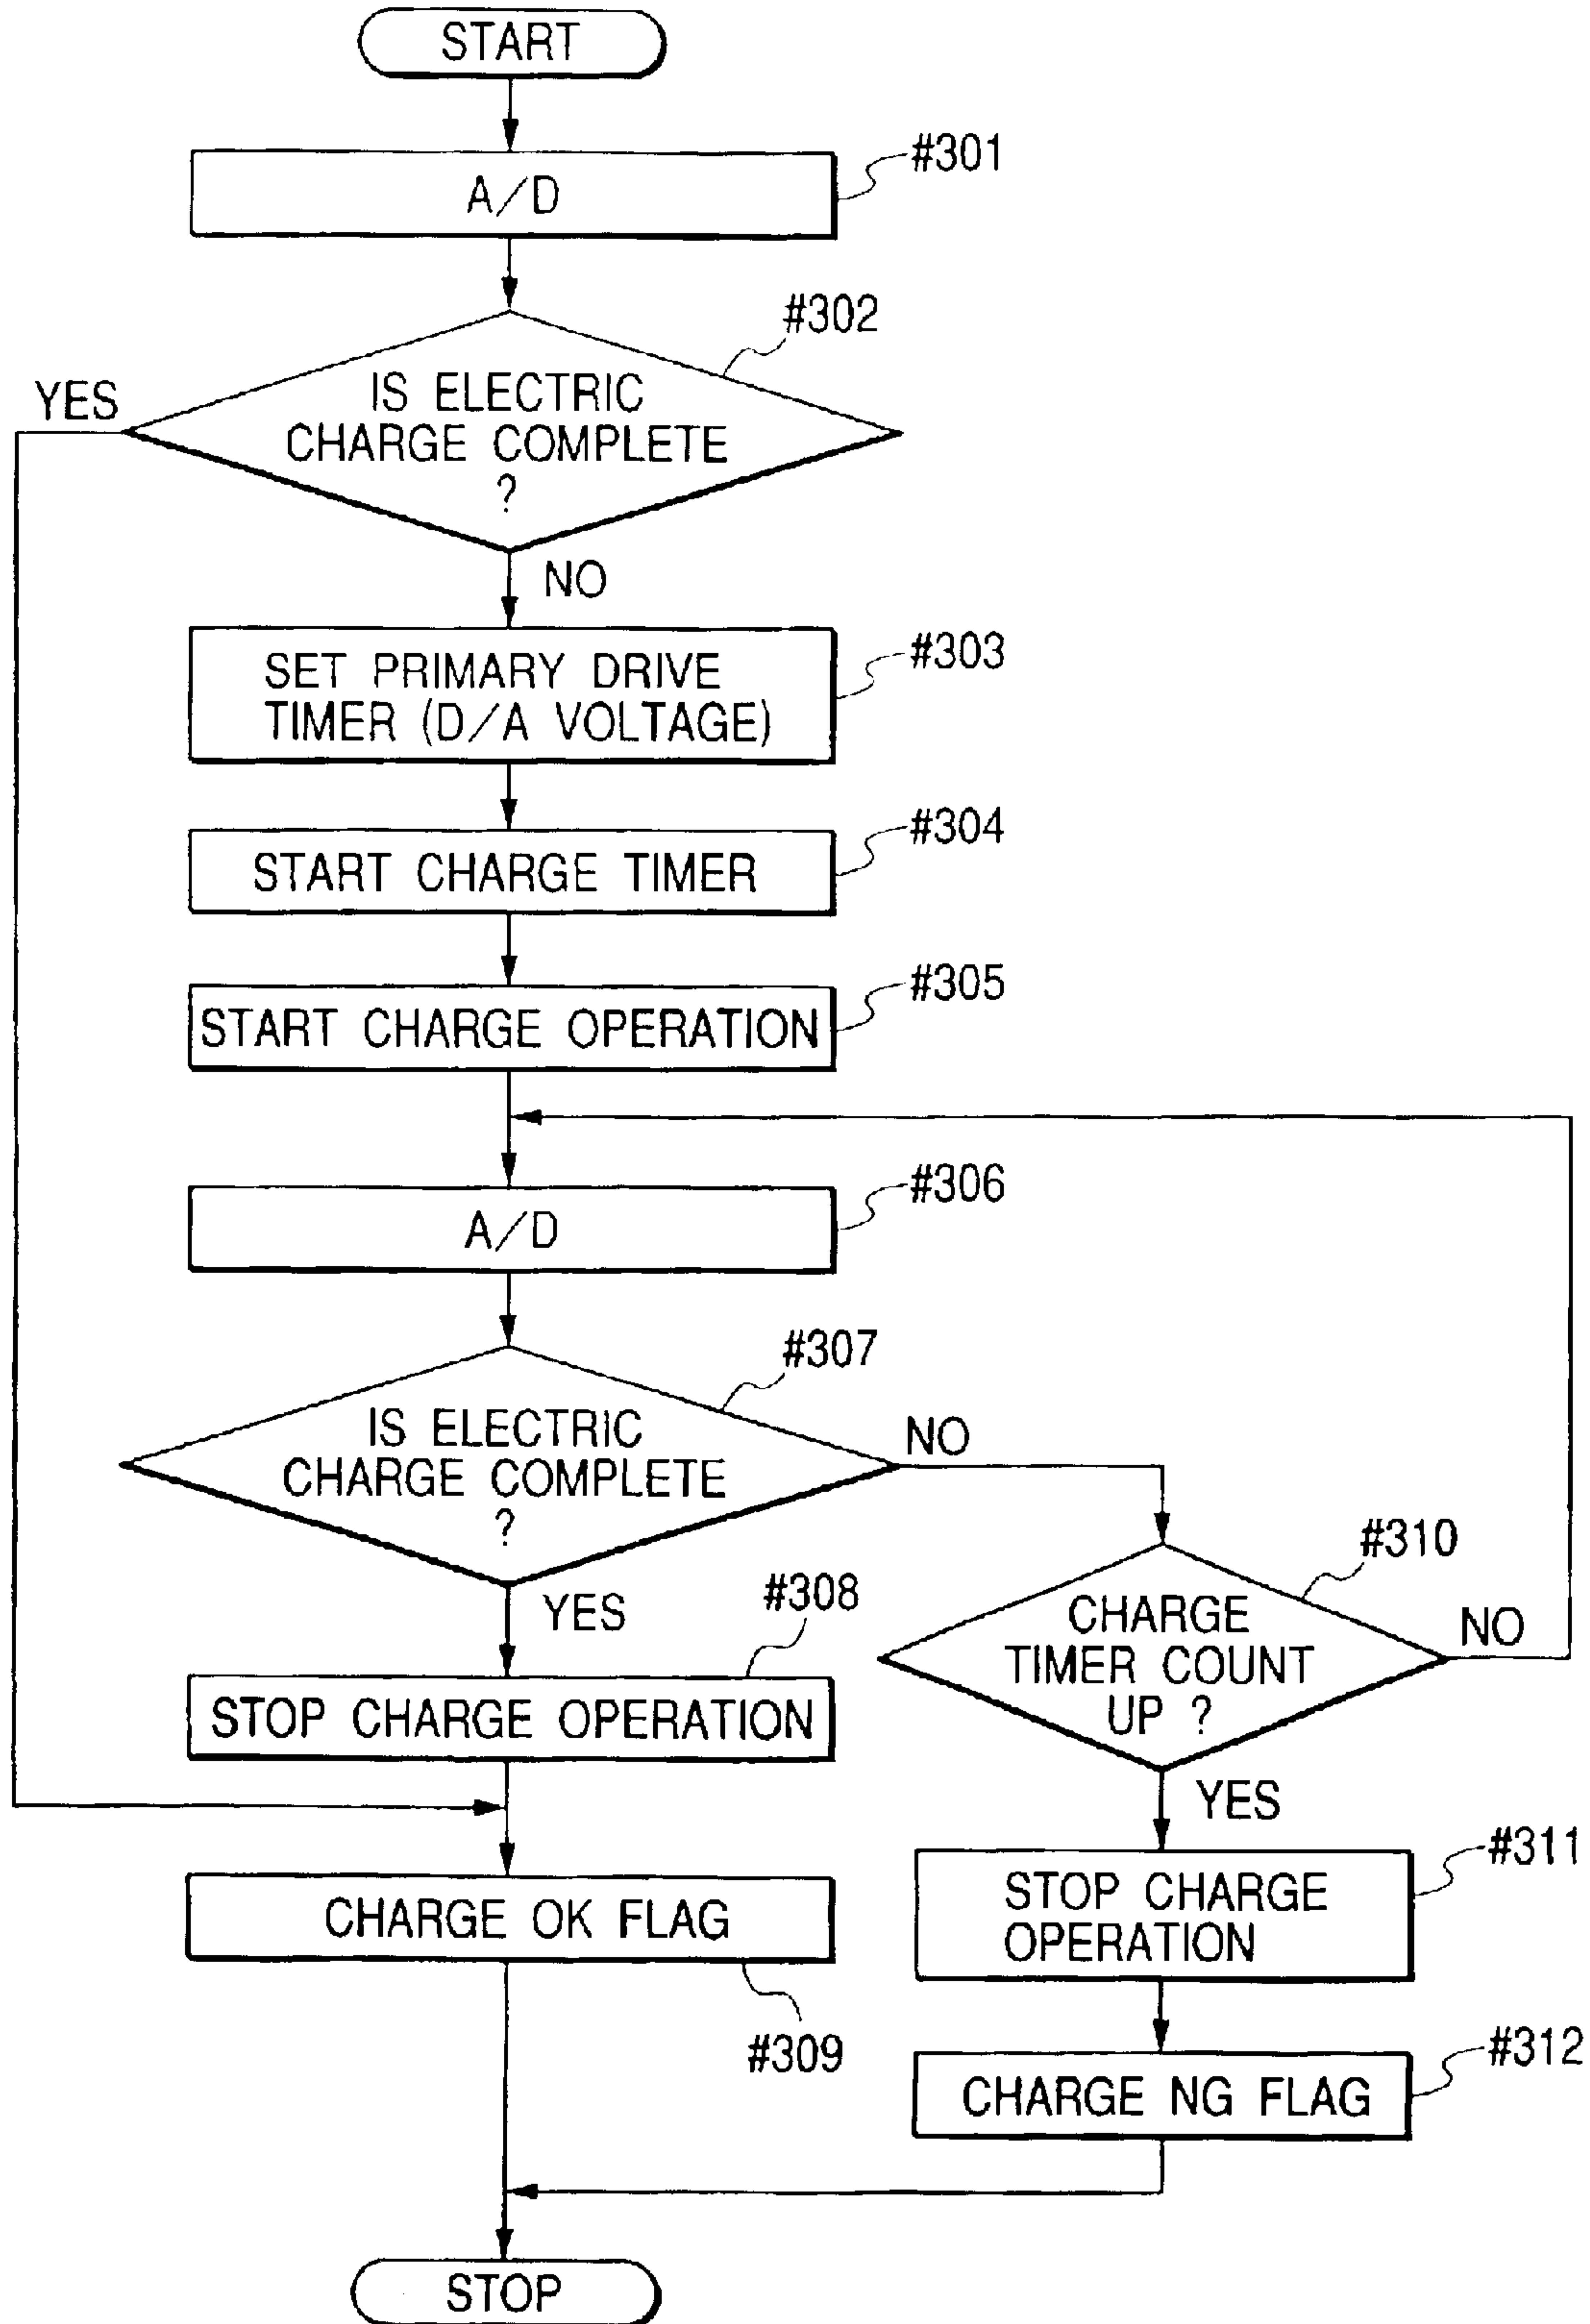 START
#301
A/D
#302
YES
IS ELECTRIC
CHARGE COMPLETE
?
NO
#303
SET PRIMARY DRIVE
TIMER (D/A VOLTAGE)
#304
START CHARGE TIMER
#305
START CHARGE OPERATION
#306
A/D
#307
IS ELECTRIC
CHARGE COMPLETE
?
NO
YES
#310
CHARGE
TIMER COUNT
UP ?
NO
YES
#308
STOP CHARGE OPERATION
CHARGE OK FLAG
#309
#311
STOP CHARGE
OPERATION
#312
CHARGE NG FLAG
STOP